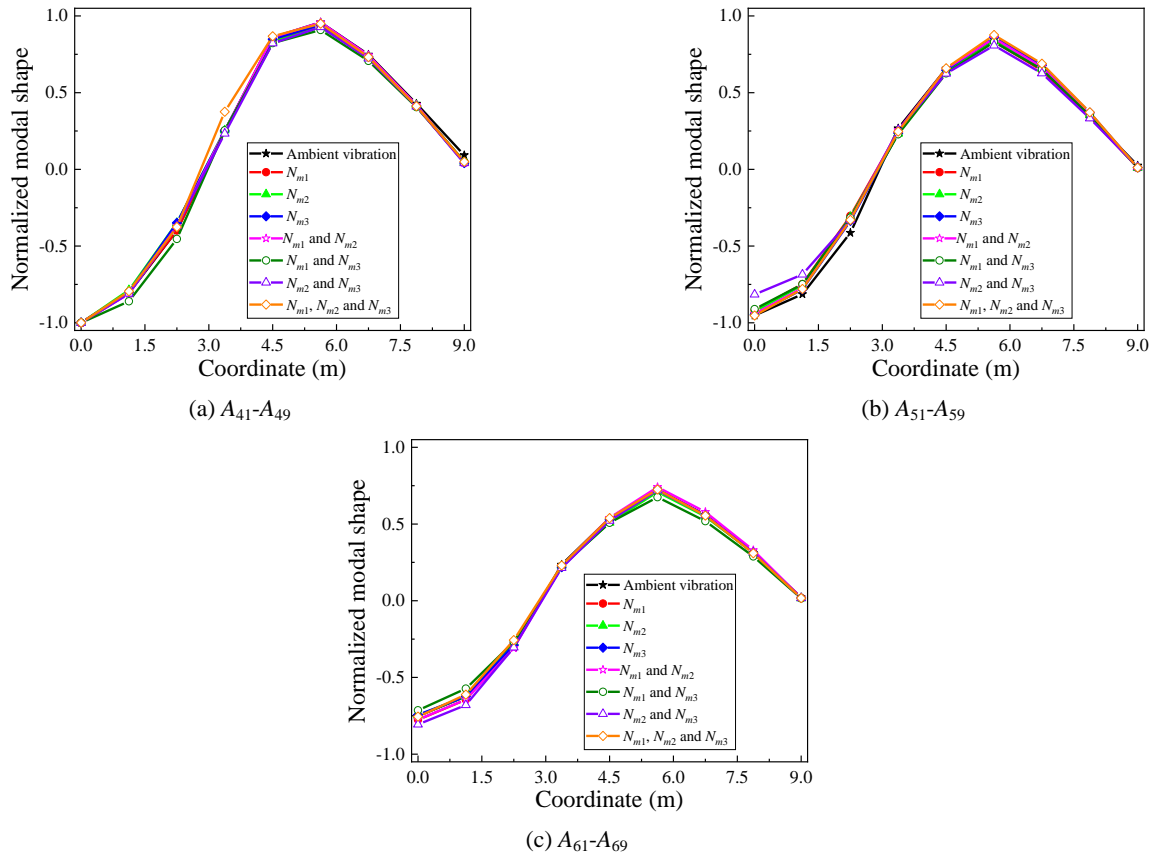 Normalized modal shape
1.0
0.5
0.0
-0.5
-1.0
Ambient vibration
Nm1
Nm2
Nm3
Nm1 and Nm2
Nm1 and Nm3
Nm2 and Nm3
Nm1, Nm2 and Nm3
0.0 1.5 3.0 4.5 6.0 7.5 9.0
Coordinate (m)
(a) A41-A49
Normalized modal shape
1.0
0.5
0.0
-0.5
-1.0
Ambient vibration
Nm1
Nm2
Nm3
Nm1 and Nm2
Nm1 and Nm3
Nm2 and Nm3
Nm1, Nm2 and Nm3
0.0 1.5 3.0 4.5 6.0 7.5 9.0
Coordinate (m)
(b) A51-A59
Normalized modal shape
1.0
0.5
0.0
-0.5
-1.0
Ambient vibration
Nm1
Nm2
Nm3
Nm1 and Nm2
Nm1 and Nm3
Nm2 and Nm3
Nm1, Nm2 and Nm3
0.0 1.5 3.0 4.5 6.0 7.5 9.0
Coordinate (m)
(c) A61-A69